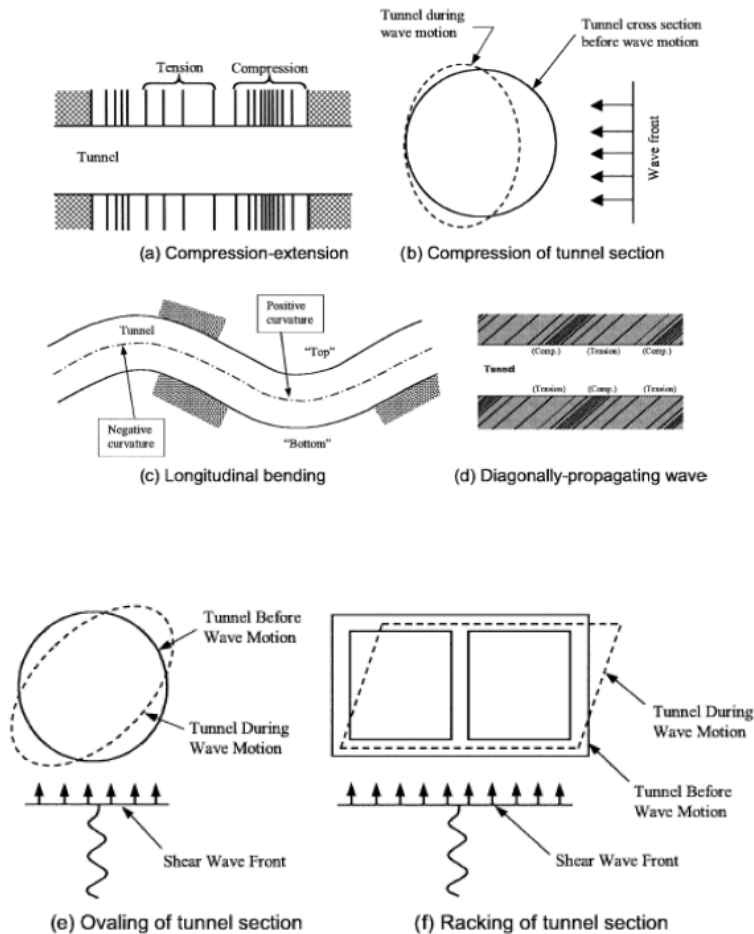 Tension
Compression
Tunnel
(a) Compression-extension
Tunnel during
wave motion
Tunnel cross section
before wave motion
Wave front
(b) Compression of tunnel section
Tunnel
Positive
curvature
"Top"
Negative
curvature
"Bottom"
(c) Longitudinal bending
(Comp.) (Tension) (Comp.)
Tunnel
(Tension) (Comp.) (Tension)
(d) Diagonally-propagating wave
Tunnel Before
Wave Motion
Tunnel During
Wave Motion
Shear Wave Front
(e) Ovaling of tunnel section
Tunnel During
Wave Motion
Tunnel Before
Wave Motion
Shear Wave Front
(f) Racking of tunnel section